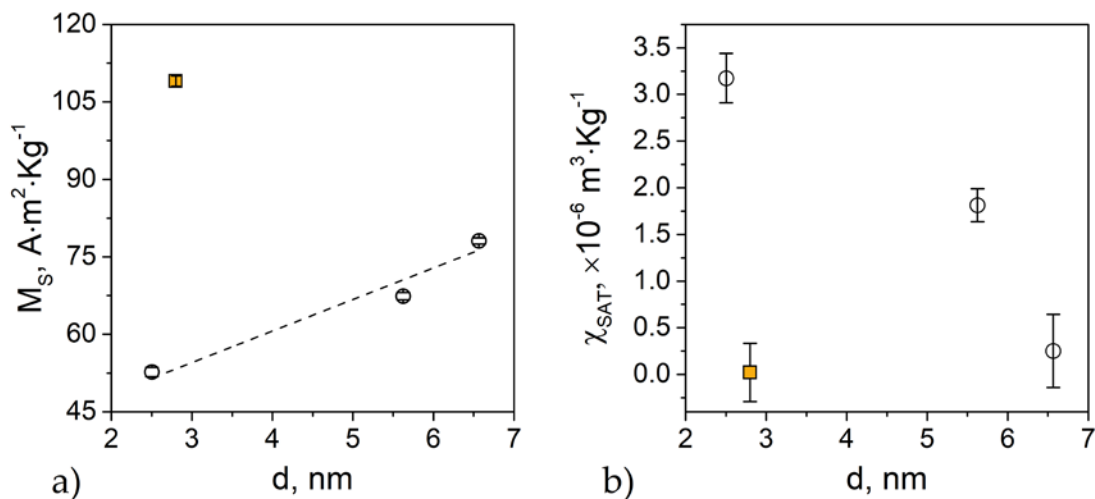 120
105
90
75
60
45
M_S, A·m²·Kg⁻¹
2 3 4 5 6 7
d, nm
a)
3.5
3.0
2.5
2.0
1.5
1.0
0.5
0.0
χ_SAT, ×10⁻⁶ m³·Kg⁻¹
2 3 4 5 6 7
d, nm
b)